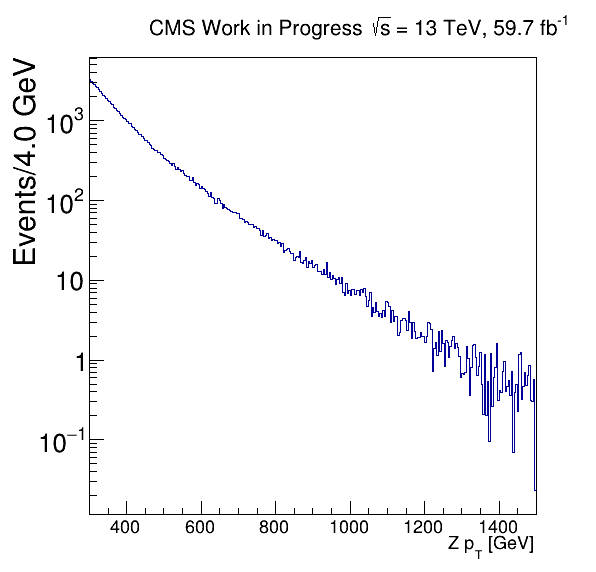 CMS Work in Progress √s = 13 TeV, 59.7 fb⁻¹
Events/4.0 GeV
10³
10²
10
1
10⁻¹
400 600 800 1000 1200 1400
Z p_T [GeV]